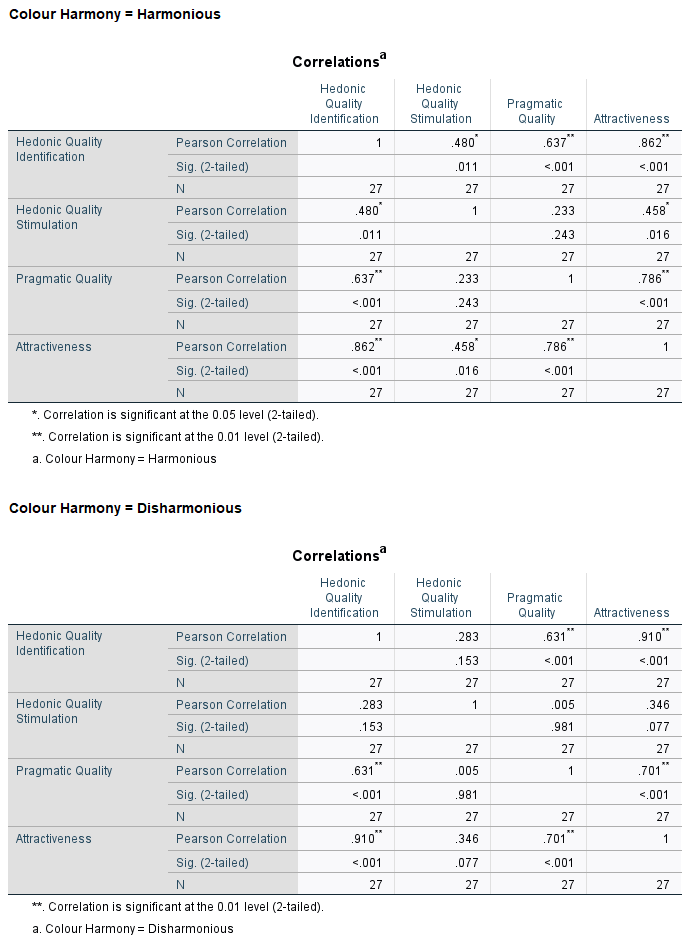 Colour Harmony = Harmonious
Correlationsa
Hedonic Quality Identification Hedonic Quality Stimulation Pragmatic Quality Attractiveness
Hedonic Quality Identification Pearson Correlation 1 .480* .637** .862**
Sig. (2-tailed) .011 <.001 <.001
N 27 27 27 27
Hedonic Quality Stimulation Pearson Correlation .480* 1 .233 .458*
Sig. (2-tailed) .011 .243 .016
N 27 27 27 27
Pragmatic Quality Pearson Correlation .637** .233 1 .786**
Sig. (2-tailed) <.001 .243 <.001
N 27 27 27 27
Attractiveness Pearson Correlation .862** .458* .786** 1
Sig. (2-tailed) <.001 .016 <.001
N 27 27 27 27
*. Correlation is significant at the 0.05 level (2-tailed).
**. Correlation is significant at the 0.01 level (2-tailed).
a. Colour Harmony = Harmonious
Colour Harmony = Disharmonious
Correlationsa
Hedonic Quality Identification Hedonic Quality Stimulation Pragmatic Quality Attractiveness
Hedonic Quality Identification Pearson Correlation 1 .283 .631** .910**
Sig. (2-tailed) .153 <.001 <.001
N 27 27 27 27
Hedonic Quality Stimulation Pearson Correlation .283 1 .005 .346
Sig. (2-tailed) .153 .981 .077
N 27 27 27 27
Pragmatic Quality Pearson Correlation .631** .005 1 .701**
Sig. (2-tailed) <.001 .981 <.001
N 27 27 27 27
Attractiveness Pearson Correlation .910** .346 .701** 1
Sig. (2-tailed) <.001 .077 <.001
N 27 27 27 27
**. Correlation is significant at the 0.01 level (2-tailed).
a. Colour Harmony = Disharmonious